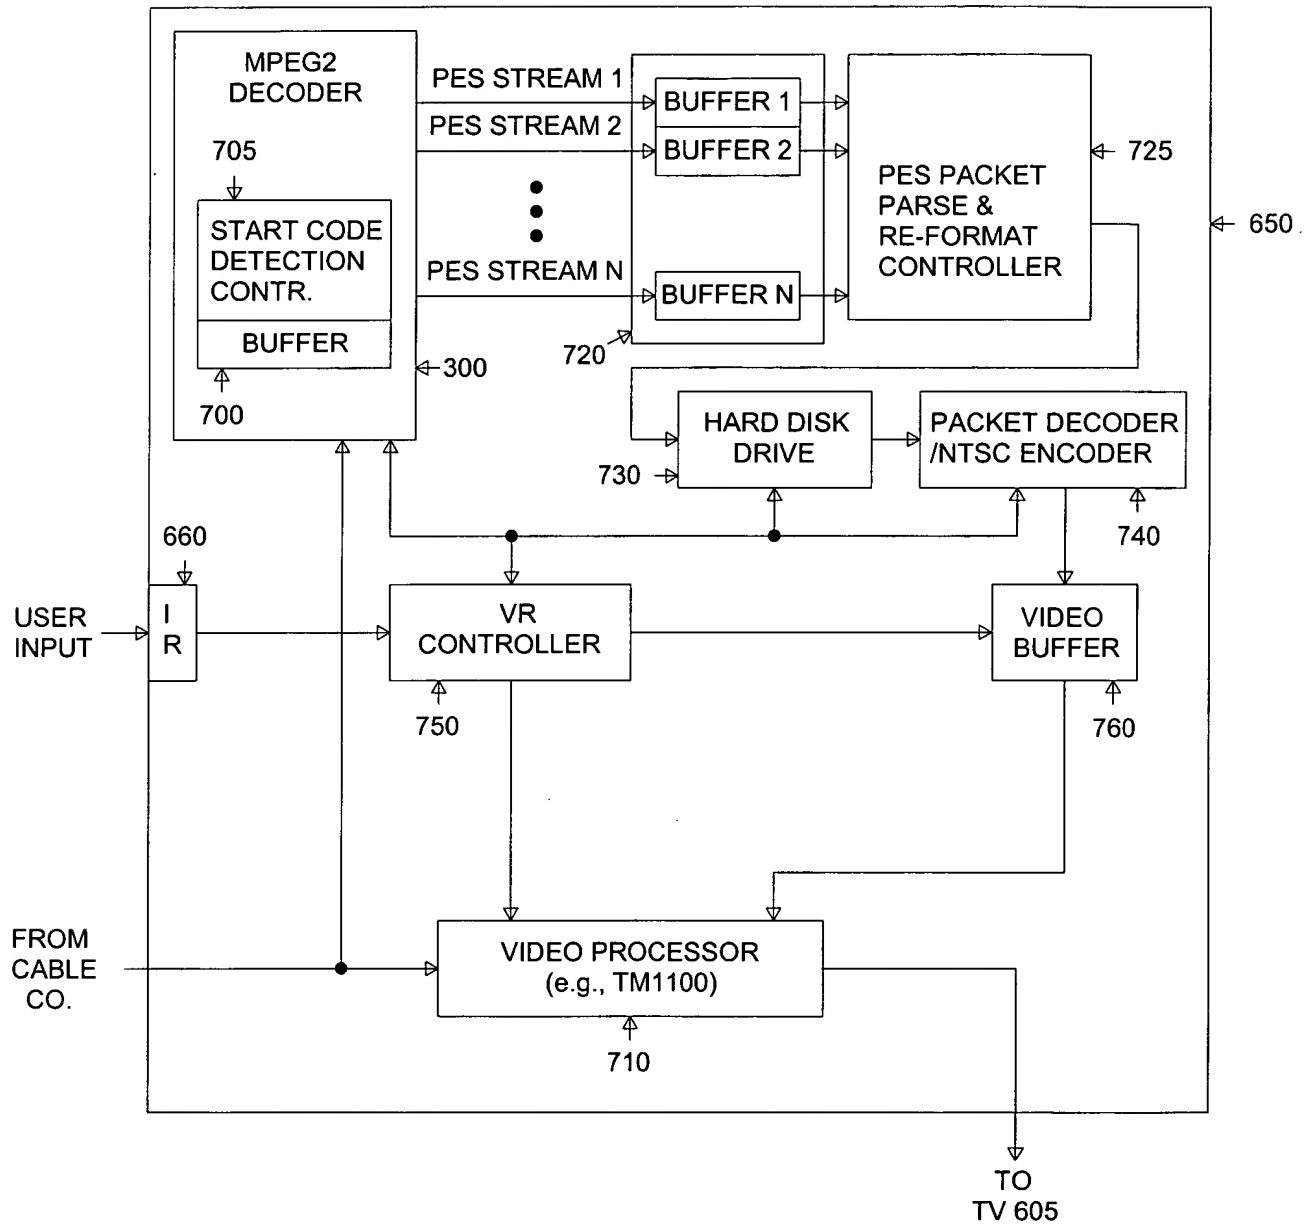 MPEG2
DECODER
PES STREAM 1
PES STREAM 2
PES STREAM N
BUFFER 1
BUFFER 2
BUFFER N
PES PACKET
PARSE &
RE-FORMAT
CONTROLLER
725
650
705
START CODE
DETECTION
CONTR.
BUFFER
700
300
720
HARD DISK
DRIVE
730
PACKET DECODER
/NTSC ENCODER
740
660
USER
INPUT
I
R
VR
CONTROLLER
750
VIDEO
BUFFER
760
FROM
CABLE
CO.
VIDEO PROCESSOR
(e.g., TM1100)
710
TO
TV 605